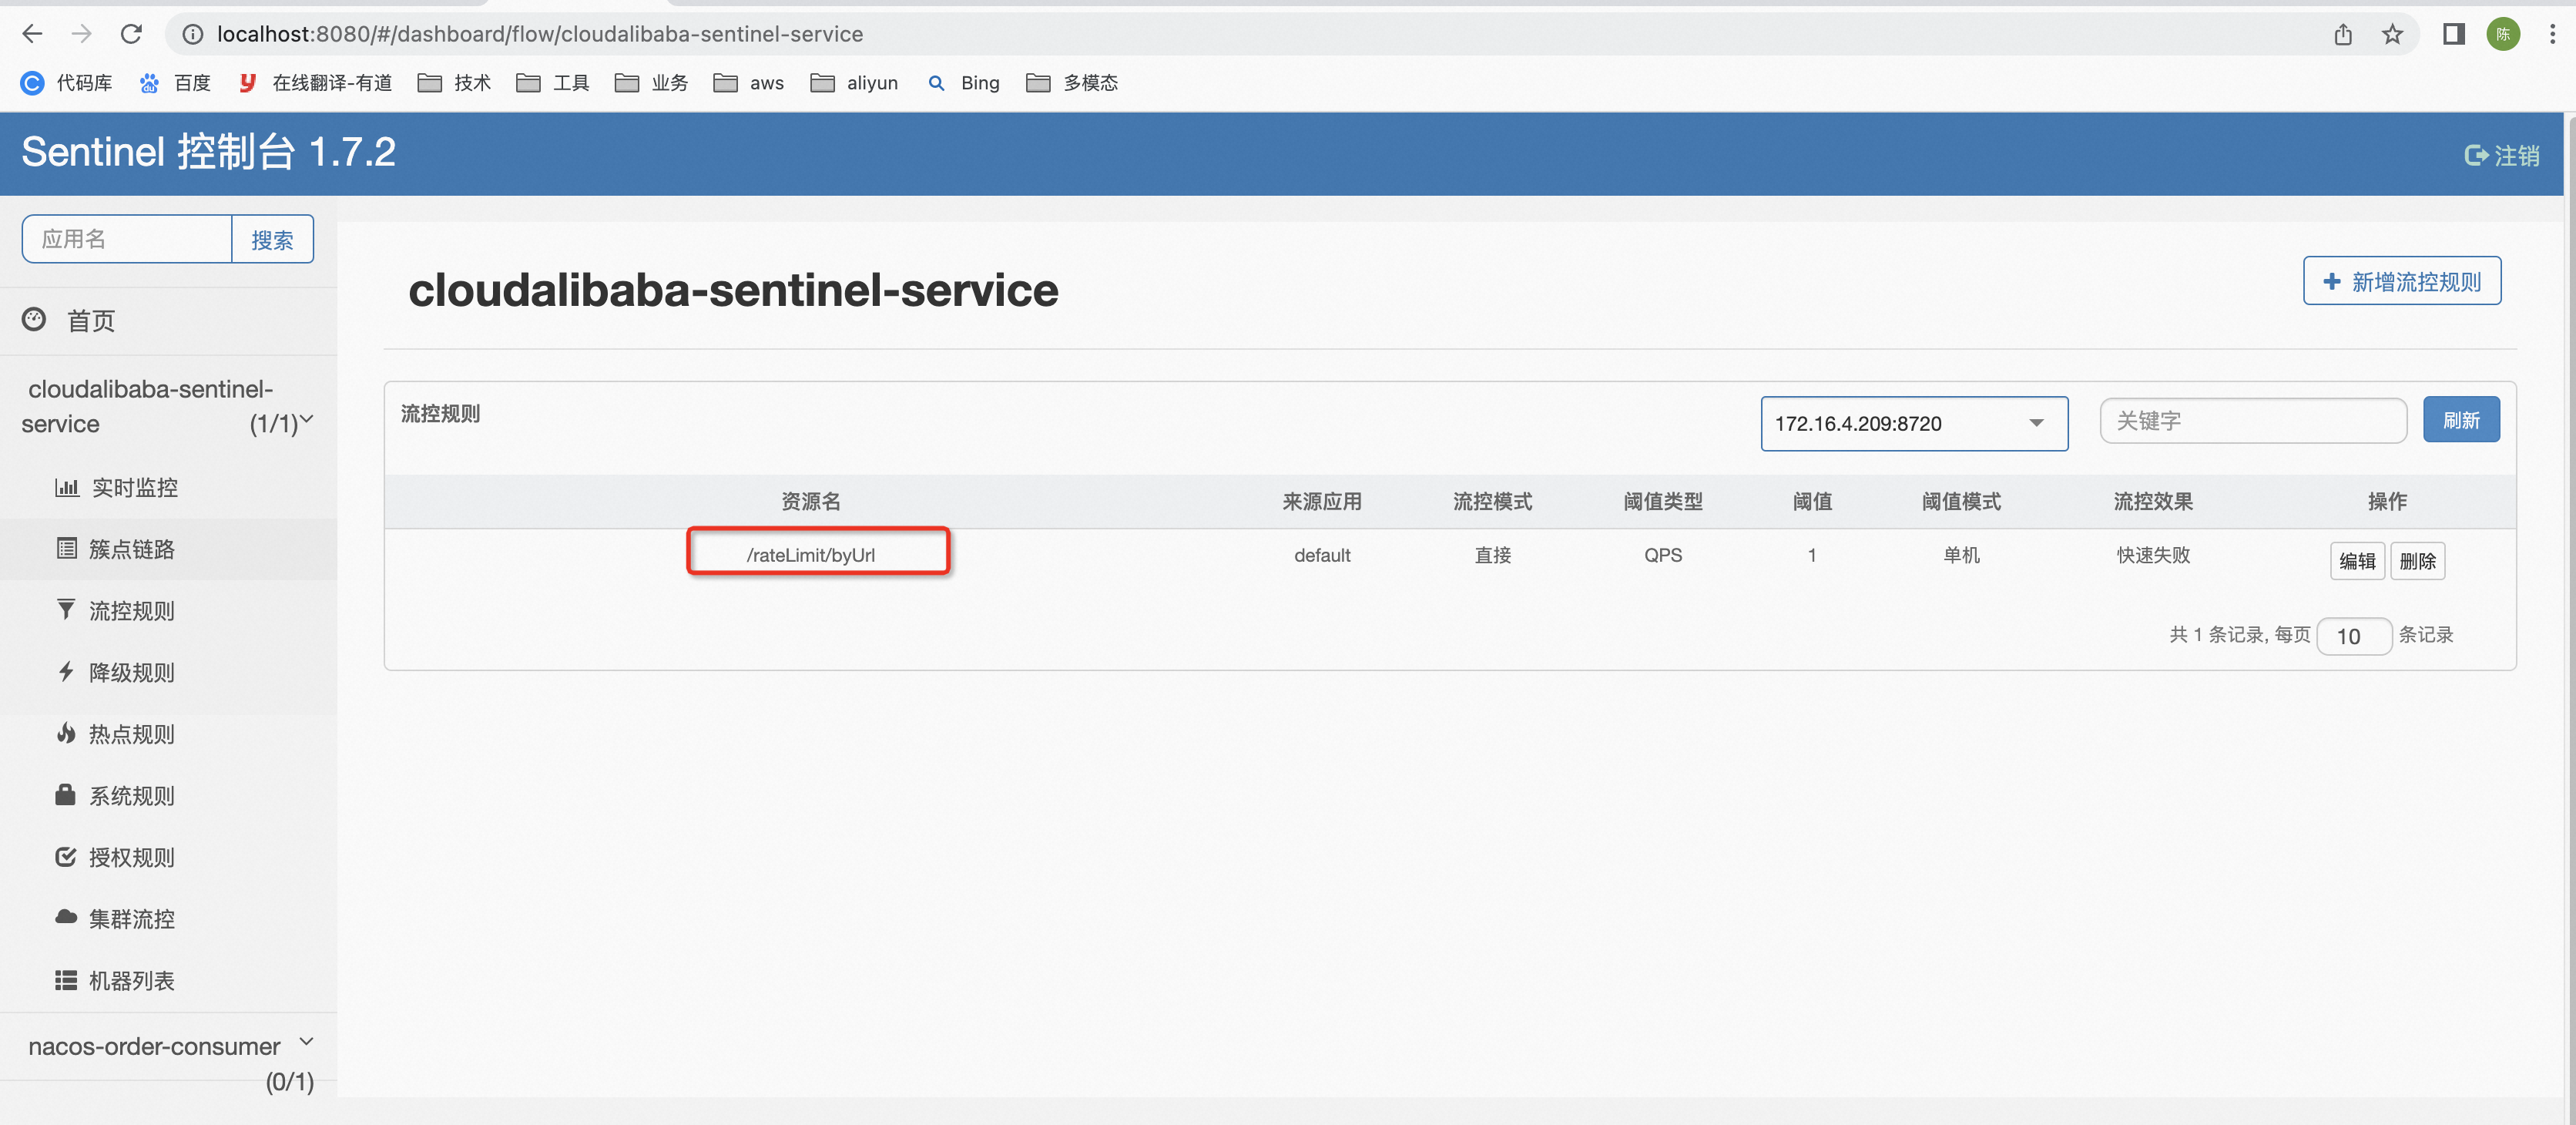 localhost:8080/#/dashboard/flow/cloudalibaba-sentinel-service
陈
代码库 百度 在线翻译-有道 技术 工具 业务 aws aliyun Bing 多模态
Sentinel 控制台 1.7.2
注销
应用名 搜索
首页
cloudalibaba-sentinel-
service (1/1)
实时监控
簇点链路
流控规则
降级规则
热点规则
系统规则
授权规则
集群流控
机器列表
nacos-order-consumer
(0/1)
cloudalibaba-sentinel-service
新增流控规则
流控规则 172.16.4.209:8720 关键字 刷新
资源名 来源应用 流控模式 阈值类型 阈值 阈值模式 流控效果 操作
/rateLimit/byUrl default 直接 QPS 1 单机 快速失败 编辑 删除
共 1 条记录, 每页 10 条记录